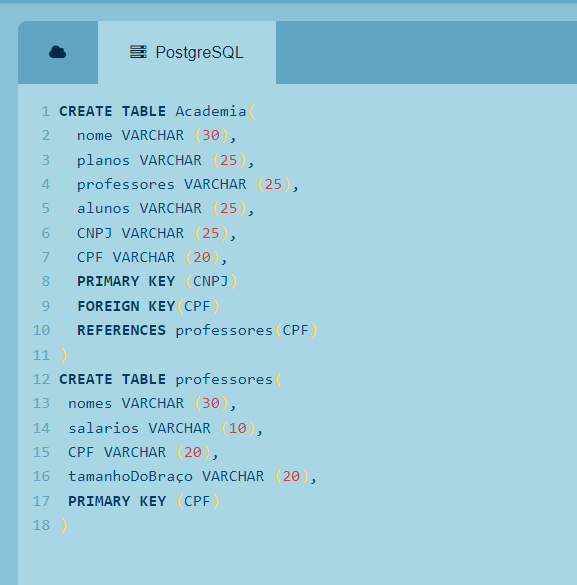 PostgreSQL
1 CREATE TABLE Academia(
2 nome VARCHAR (30),
3 planos VARCHAR (25),
4 professores VARCHAR (25),
5 alunos VARCHAR (25),
6 CNPJ VARCHAR (25),
7 CPF VARCHAR (20),
8 PRIMARY KEY (CNPJ)
9 FOREIGN KEY(CPF)
10 REFERENCES professores(CPF)
11 )
12 CREATE TABLE professores(
13 nomes VARCHAR (30),
14 salarios VARCHAR (10),
15 CPF VARCHAR (20),
16 tamanhoDoBraço VARCHAR (20),
17 PRIMARY KEY (CPF)
18 )